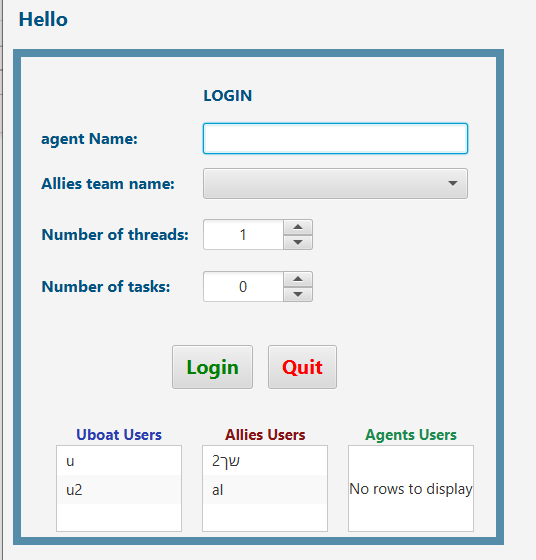 Hello
LOGIN
agent Name:
Allies team name:
Number of threads: 1
Number of tasks: 0
Login Quit
Uboat Users Allies Users Agents Users
u שך2
u2 al
No rows to display